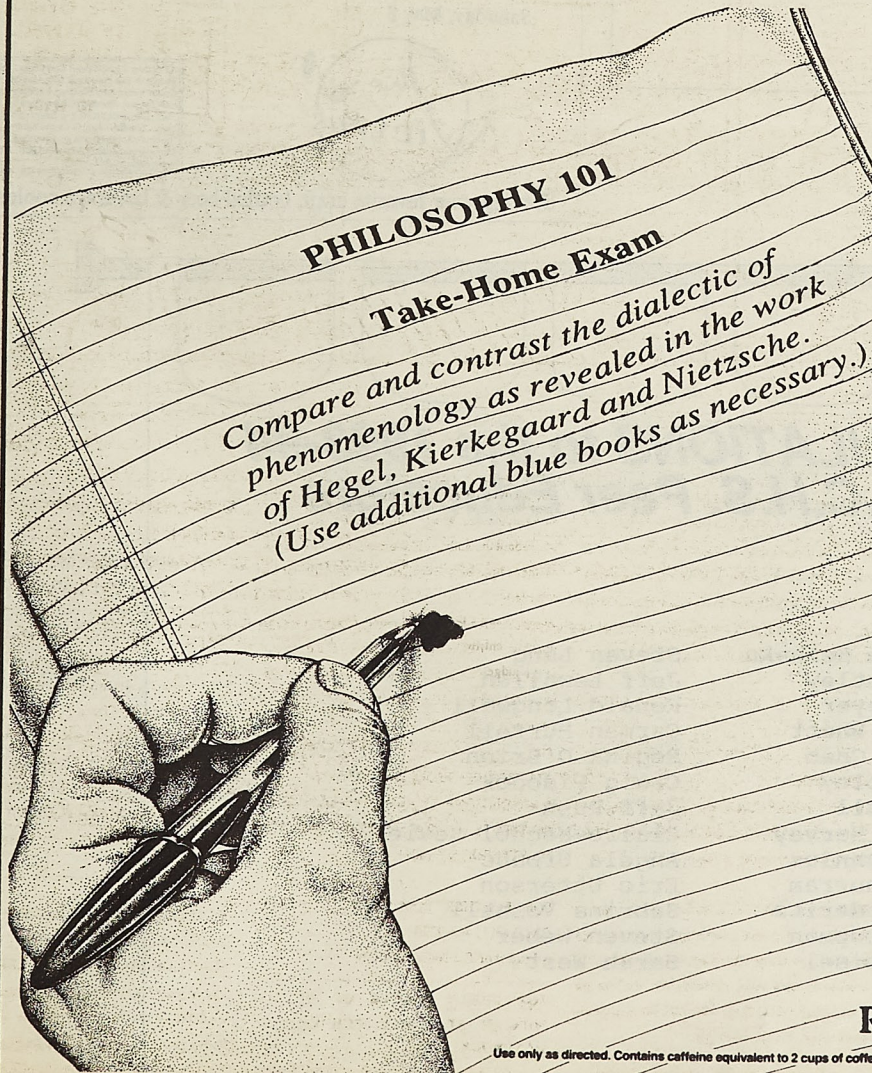 PHILOSOPHY 101
Take-Home Exam
Compare and contrast the dialectic of
phenomenology as revealed in the work
of Hegel, Kierkegaard and Nietzsche.
(Use additional blue books as necessary.)
Use only as directed. Contains caffeine equivalent to 2 cups of